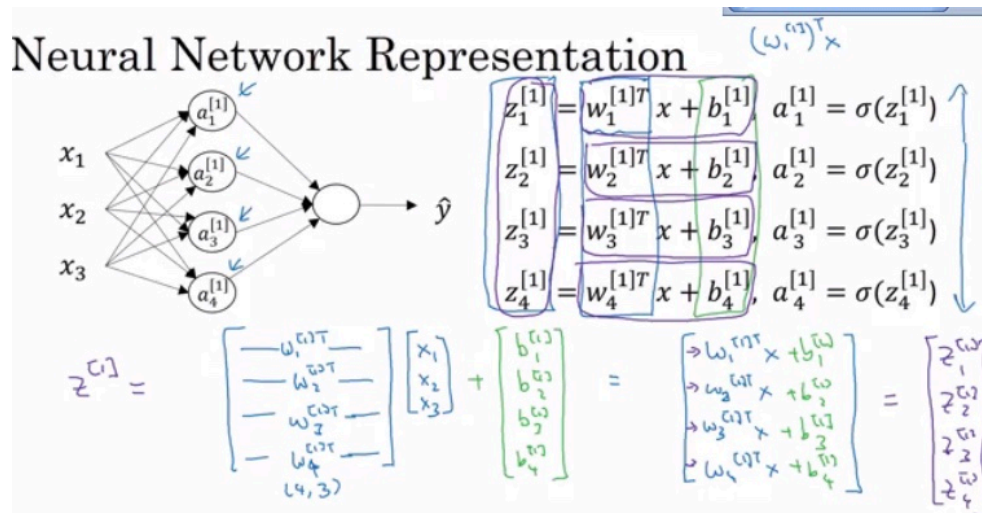 (w₁^[1])^T x
Neural Network Representation
x₁
x₂
x₃
a₁^[1]
a₂^[1]
a₃^[1]
a₄^[1]
ŷ
z₁^[1] = w₁^[1]T x + b₁^[1], a₁^[1] = σ(z₁^[1])
z₂^[1] = w₂^[1]T x + b₂^[1], a₂^[1] = σ(z₂^[1])
z₃^[1] = w₃^[1]T x + b₃^[1], a₃^[1] = σ(z₃^[1])
z₄^[1] = w₄^[1]T x + b₄^[1], a₄^[1] = σ(z₄^[1])
z^[1] = [— w₁^[1]T —] [x₁] + [b₁^[1]] = [→ w₁^[1]T x + b₁^[1]] = [z₁^[1]]
[— w₂^[1]T —] [x₂] [b₂^[1]] [→ w₂^[1]T x + b₂^[1]] [z₂^[1]]
[— w₃^[1]T —] [x₃] [b₃^[1]] [→ w₃^[1]T x + b₃^[1]] [z₃^[1]]
[— w₄^[1]T —] [b₄^[1]] [→ w₄^[1]T x + b₄^[1]] [z₄^[1]]
(4,3)